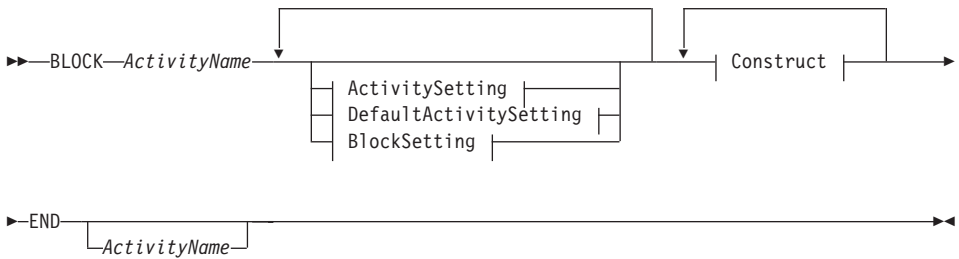 BLOCK ActivityName Construct
ActivitySetting
DefaultActivitySetting
BlockSetting
END
ActivityName